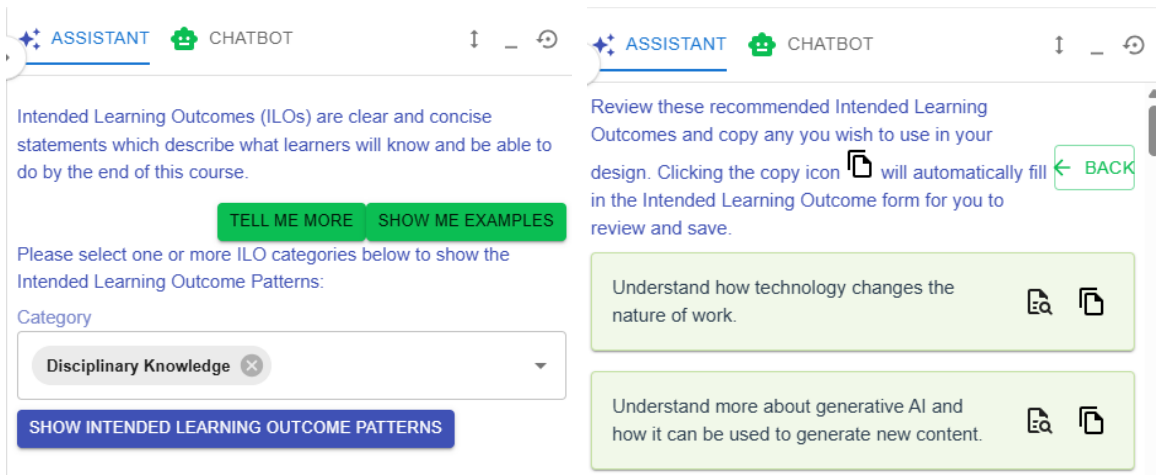 ASSISTANT
CHATBOT
Intended Learning Outcomes (ILOs) are clear and concise
statements which describe what learners will know and be able to
do by the end of this course.
TELL ME MORE
SHOW ME EXAMPLES
Please select one or more ILO categories below to show the
Intended Learning Outcome Patterns:
Category
Disciplinary Knowledge
SHOW INTENDED LEARNING OUTCOME PATTERNS
ASSISTANT
CHATBOT
Review these recommended Intended Learning
Outcomes and copy any you wish to use in your
design. Clicking the copy icon will automatically fill
in the Intended Learning Outcome form for you to
review and save.
BACK
Understand how technology changes the
nature of work.
Understand more about generative AI and
how it can be used to generate new content.